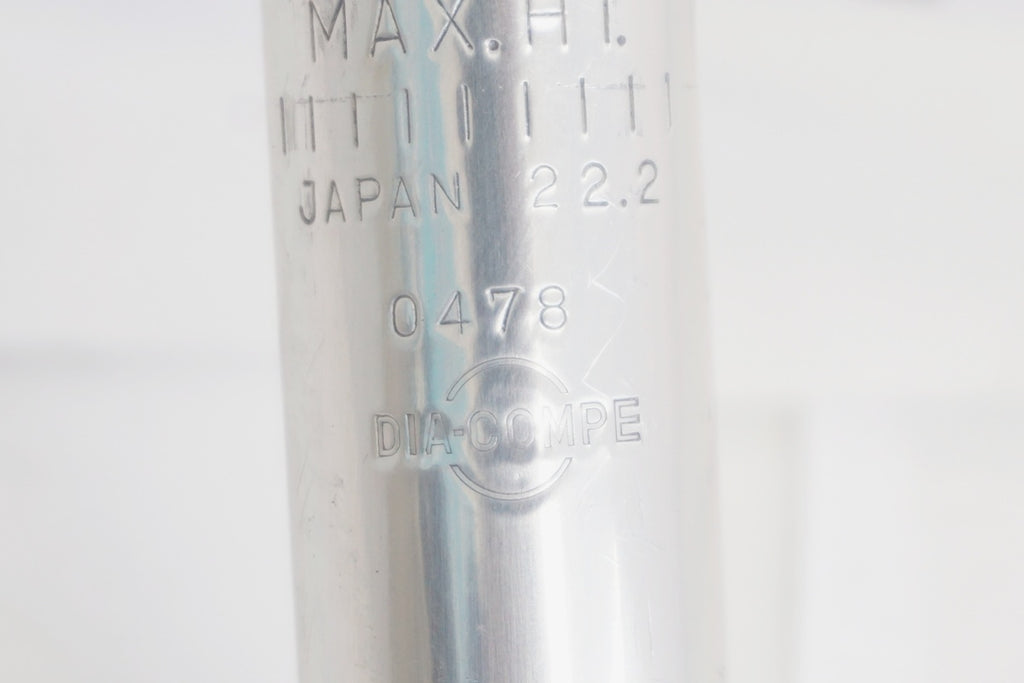 MAX. HT.
JAPAN 22.2
0478
DIA-COMPE